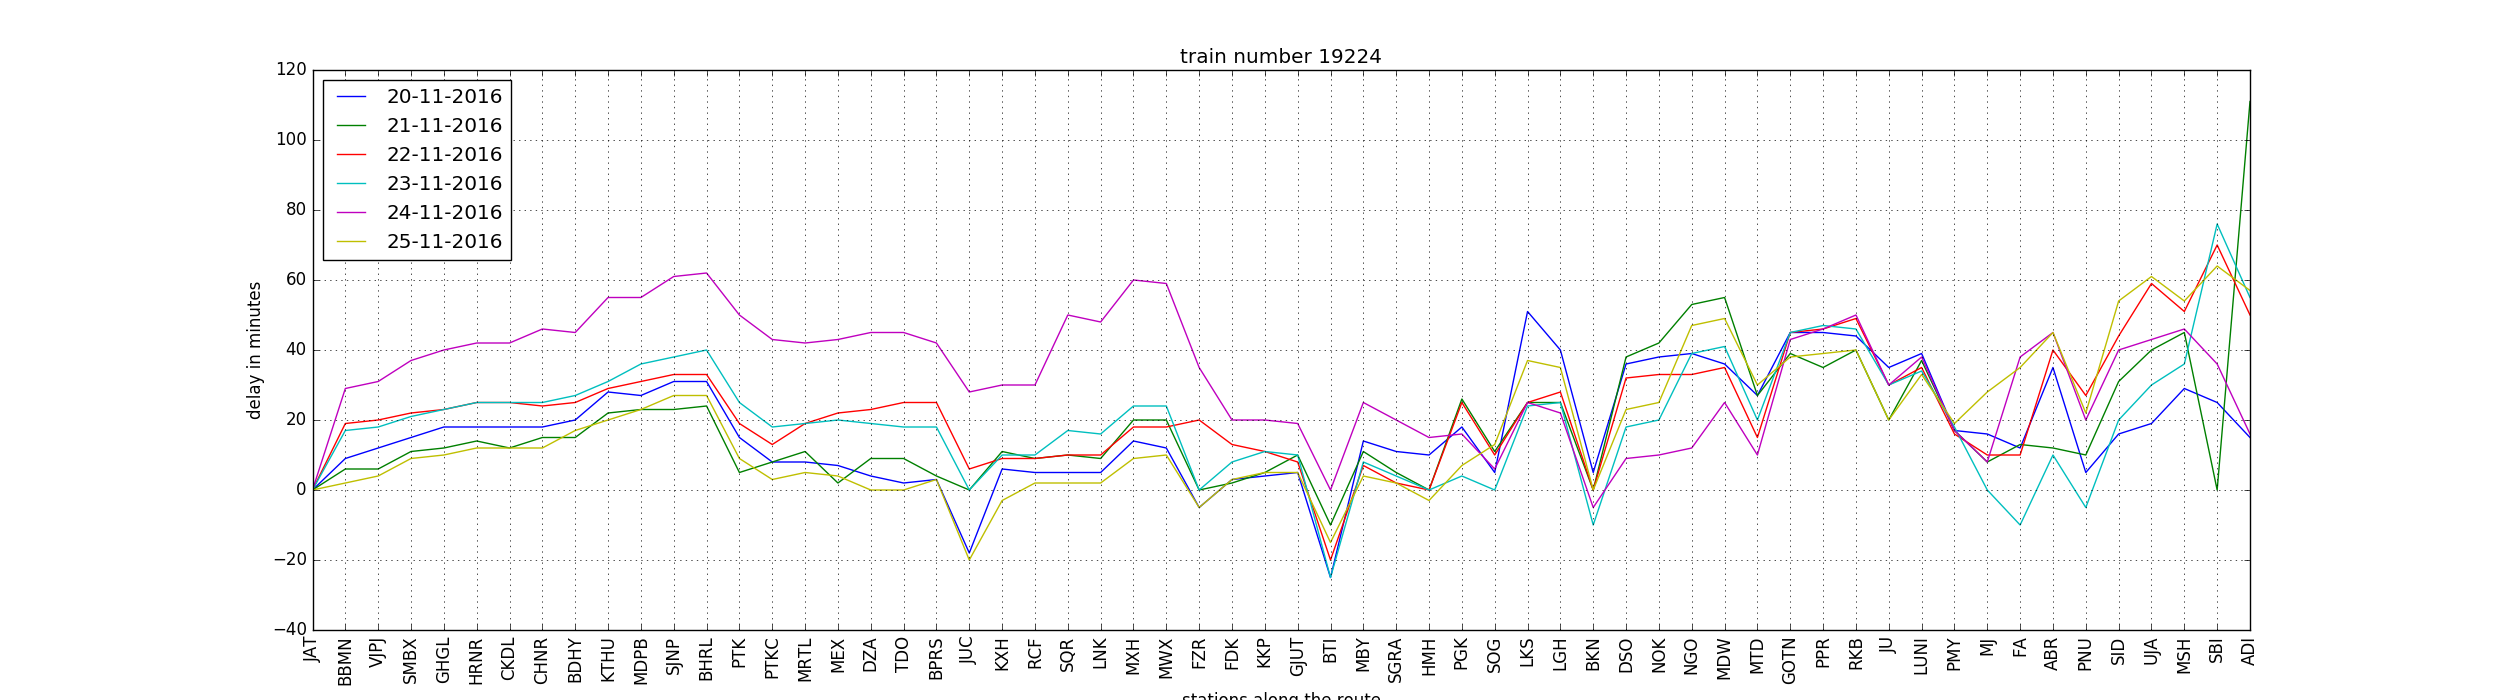 train number 19224
120
100
80
60
40
20
0
−20
−40
delay in minutes
20-11-2016
21-11-2016
22-11-2016
23-11-2016
24-11-2016
25-11-2016
JAT
BBMN
VJPJ
SMBX
GHGL
HRNR
CKDL
CHNR
BDHY
KTHU
MDPB
SJNP
BHRL
PTK
PTKC
MRTL
MEX
DZA
TDO
BPRS
JUC
KXH
RCF
SQR
LNK
MXH
MWX
FZR
FDK
KKP
GJUT
BTI
MBY
SGRA
HMH
PGK
SOG
LKS
LGH
BKN
DSO
NOK
NGO
MDW
MTD
GOTN
PPR
RKB
JU
LUNI
PMY
MJ
FA
ABR
PNU
SID
UJA
MSH
SBI
ADI
stations along the route